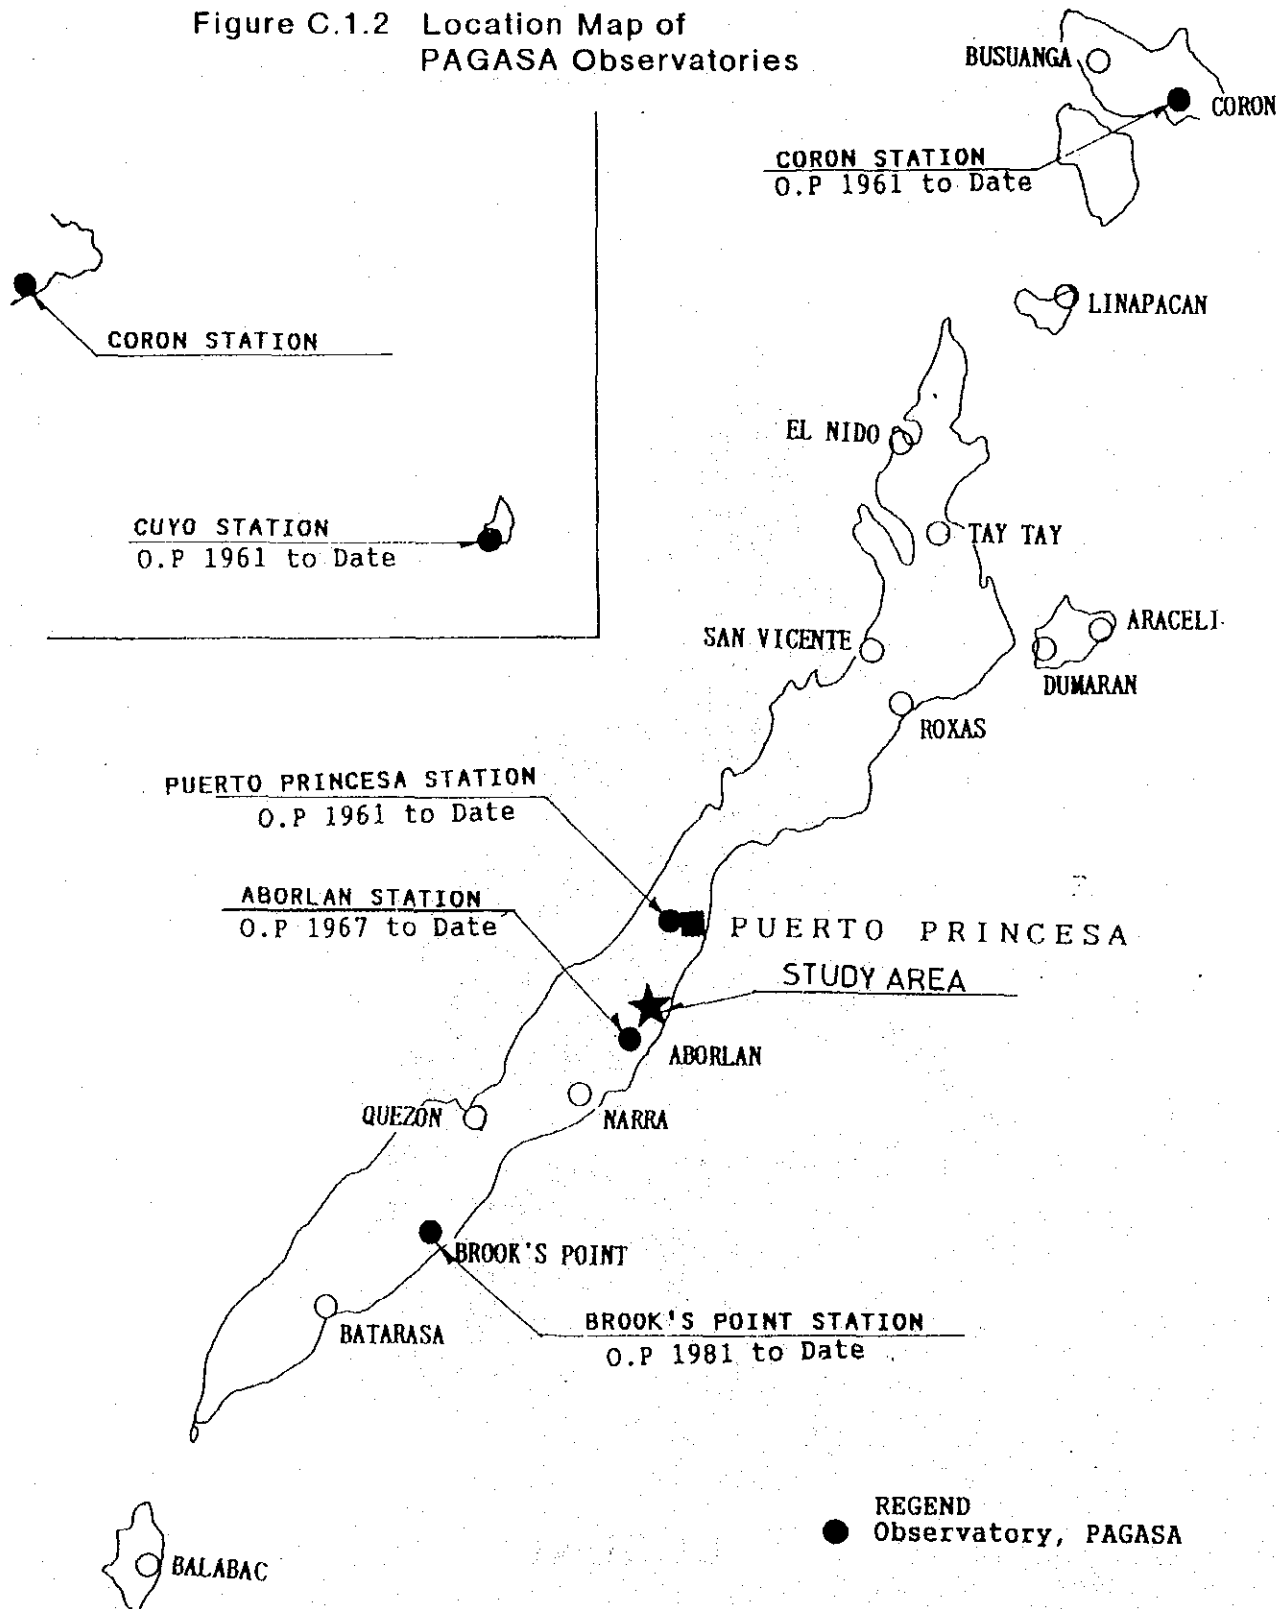 Figure C.1.2 Location Map of
PAGASA Observatories
BUSUANGA
CORON
CORON STATION
O.P 1961 to Date
LINAPACAN
CORON STATION
EL NIDO
CUYO STATION
O.P 1961 to Date
TAY TAY
ARACELI
SAN VICENTE
DUMARAN
ROXAS
PUERTO PRINCESA STATION
O.P 1961 to Date
ABORLAN STATION
O.P 1967 to Date
PUERTO PRINCESA
STUDY AREA
ABORLAN
QUEZON
NARRA
BROOK'S POINT
BATARASA
BROOK'S POINT STATION
O.P 1981 to Date
REGEND
Observatory, PAGASA
BALABAC